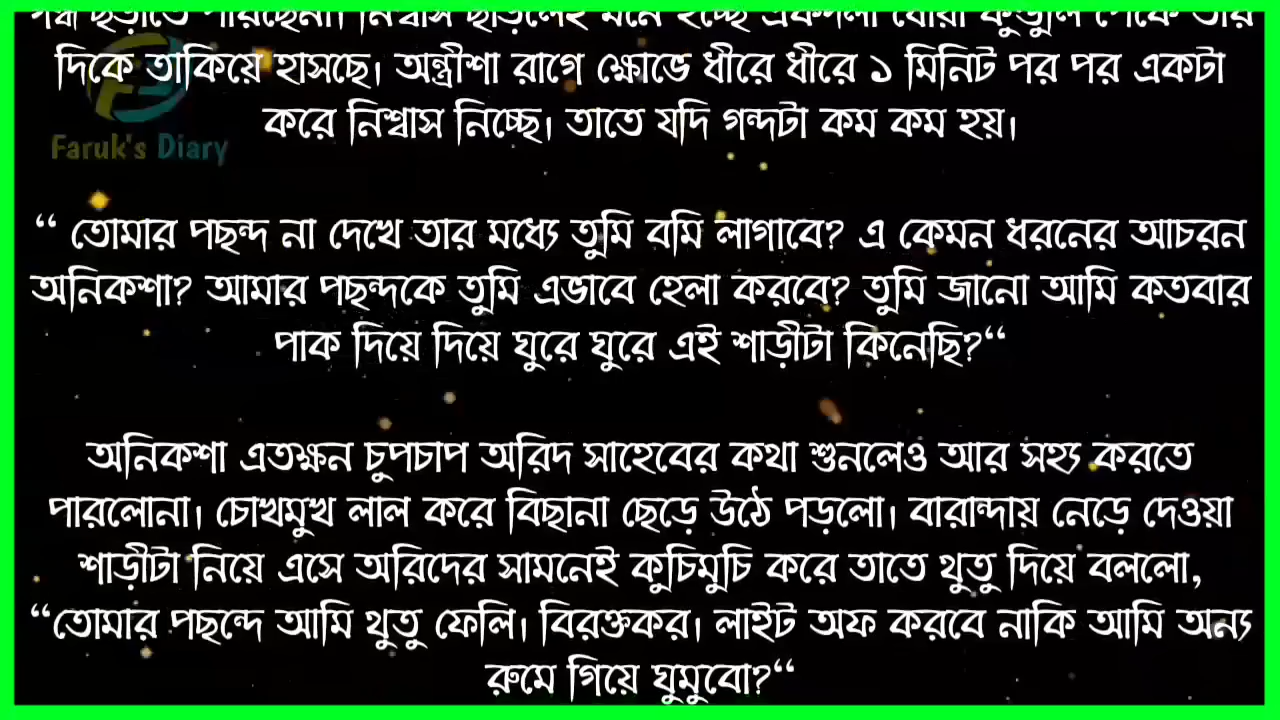 দিকে তাকিয়ে হাসছে। অন্ত্রীশা রাগে ক্ষোভে ধীরে ধীরে ১ মিনিট পর পর একটা
করে নিশ্বাস নিচ্ছে। তাতে যদি গন্দটা কম কম হয়।
Faruk's Diary
“ তোমার পছন্দ না দেখে তার মধ্যে তুমি বমি লাগাবে? এ কেমন ধরনের আচরন
অনিকশা? আমার পছন্দকে তুমি এভাবে হেলা করবে? তুমি জানো আমি কতবার
পাক দিয়ে দিয়ে ঘুরে ঘুরে এই শাড়ীটা কিনেছি?“
অনিকশা এতক্ষন চুপচাপ অরিদ সাহেবের কথা শুনলেও আর সহ্য করতে
পারলোনা। চোখমুখ লাল করে বিছানা ছেড়ে উঠে পড়লো। বারান্দায় নেড়ে দেওয়া
শাড়ীটা নিয়ে এসে অরিদের সামনেই কুচিমুচি করে তাতে থুতু দিয়ে বললো,
“তোমার পছন্দে আমি থুতু ফেলি। বিরক্তকর। লাইট অফ করবে নাকি আমি অন্য
রুমে গিয়ে ঘুমুবো?“